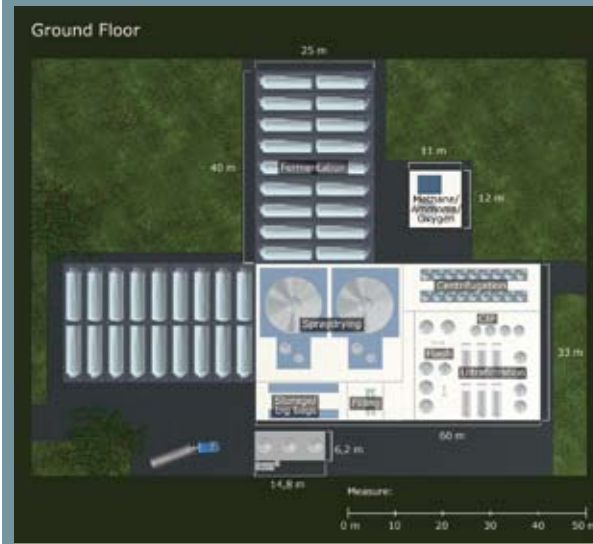 Ground Floor
25 m
40 m
Fermentation
11 m
Methane/
Ammonia/
Oxygen
12 m
Centrifugation
CIP
Spraydrying
Flash
Ultrafiltration
33 m
Storage
big bags
Filling
60 m
6,2 m
14,8 m
Measure:
0 m 10 20 30 40 50 m